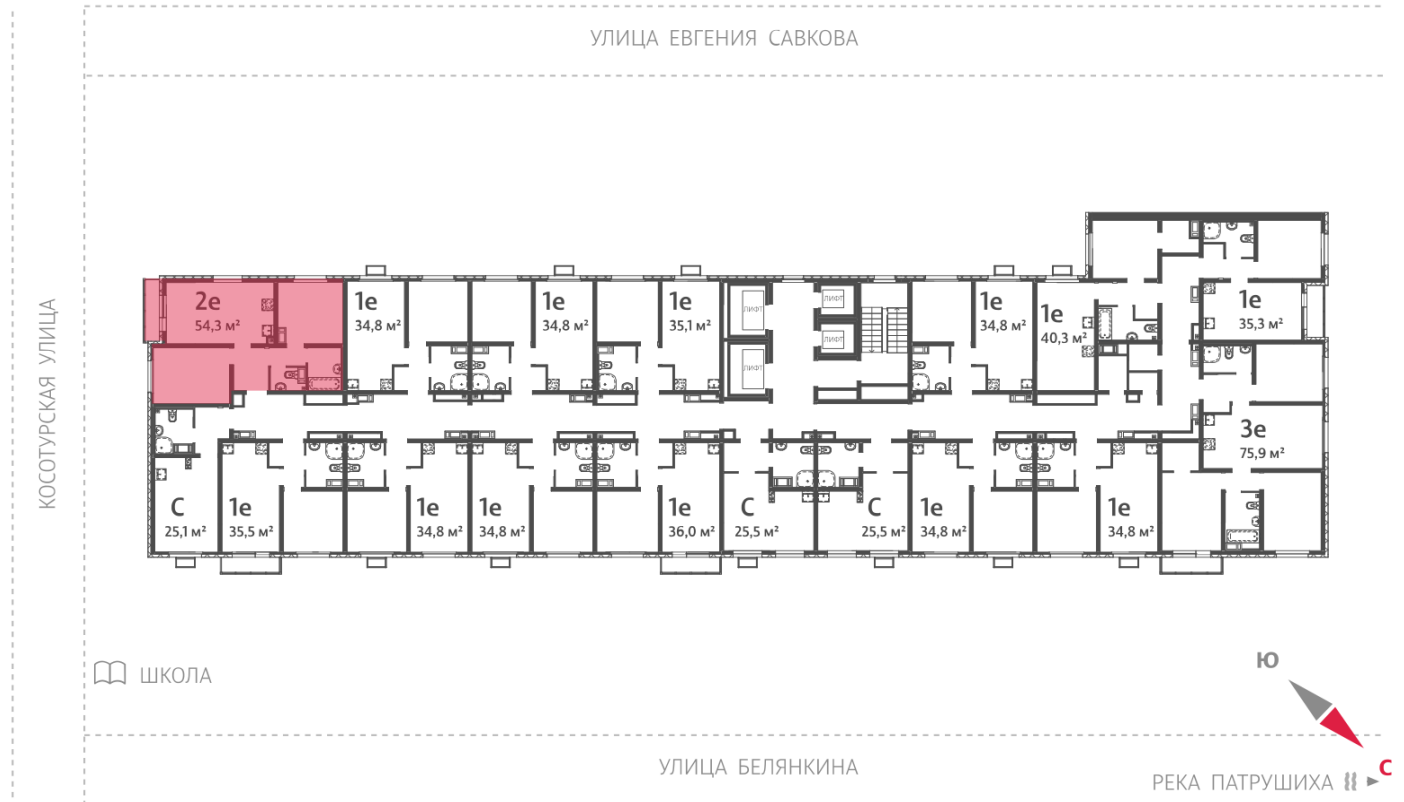 УЛИЦА ЕВГЕНИЯ САВКОВА
КОСОТУРСКАЯ УЛИЦА
2е
54,3 м²
1е
34,8 м²
1е
34,8 м²
1е
35,1 м²
ЛИФТ
ЛИФТ
ЛИФТ
ЛИФТ
1е
34,8 м²
1е
40,3 м²
1е
35,3 м²
3е
75,9 м²
С
25,1 м²
1е
35,5 м²
1е
34,8 м²
1е
34,8 м²
1е
36,0 м²
С
25,5 м²
С
25,5 м²
1е
34,8 м²
1е
34,8 м²
ШКОЛА
Ю
С
УЛИЦА БЕЛЯНКИНА
РЕКА ПАТРУШИХА